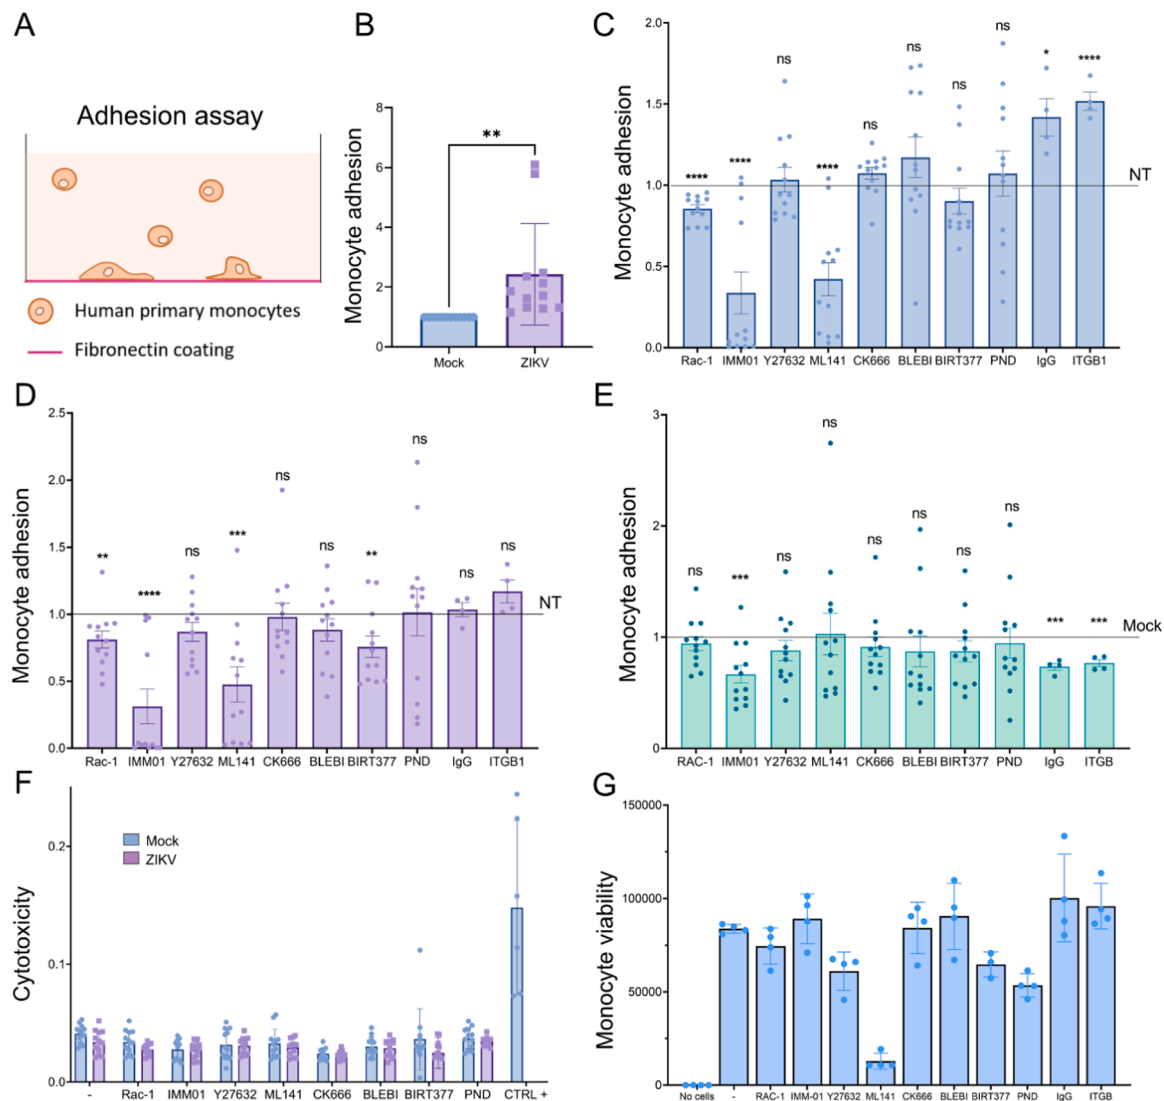 A
Adhesion assay
Human primary monocytes
Fibronectin coating
B
Monocyte adhesion
8
6
4
2
0
**
Mock
ZIKV
C
Monocyte adhesion
2.0
1.5
1.0
0.5
0.0
**** **** ns **** ns ns ns ns * ****
NT
Rac-1 IMM01 Y27632 ML141 CK666 BLEBI BIRT377 PND IgG ITGB1
D
Monocyte adhesion
2.5
2.0
1.5
1.0
0.5
0.0
** **** ns *** ns ns ** ns ns ns
NT
Rac-1 IMM01 Y27632 ML141 CK666 BLEBI BIRT377 PND IgG ITGB1
E
Monocyte adhesion
3
2
1
0
ns *** ns ns ns ns ns ns *** ***
Mock
RAC-1 IMM01 Y27632 ML141 CK666 BLEBI BIRT377 PND IgG ITGB
F
Cytotoxicity
0.2
0.1
0.0
Mock
ZIKV
- Rac-1 IMM01 Y27632 ML141 CK666 BLEBI BIRT377 PND CTRL +
G
Monocyte viability
150000
100000
50000
0
No cells - RAC-1 IMM-01 Y27632 ML141 CK666 BLEBI BIRT377 PND IgG ITGB